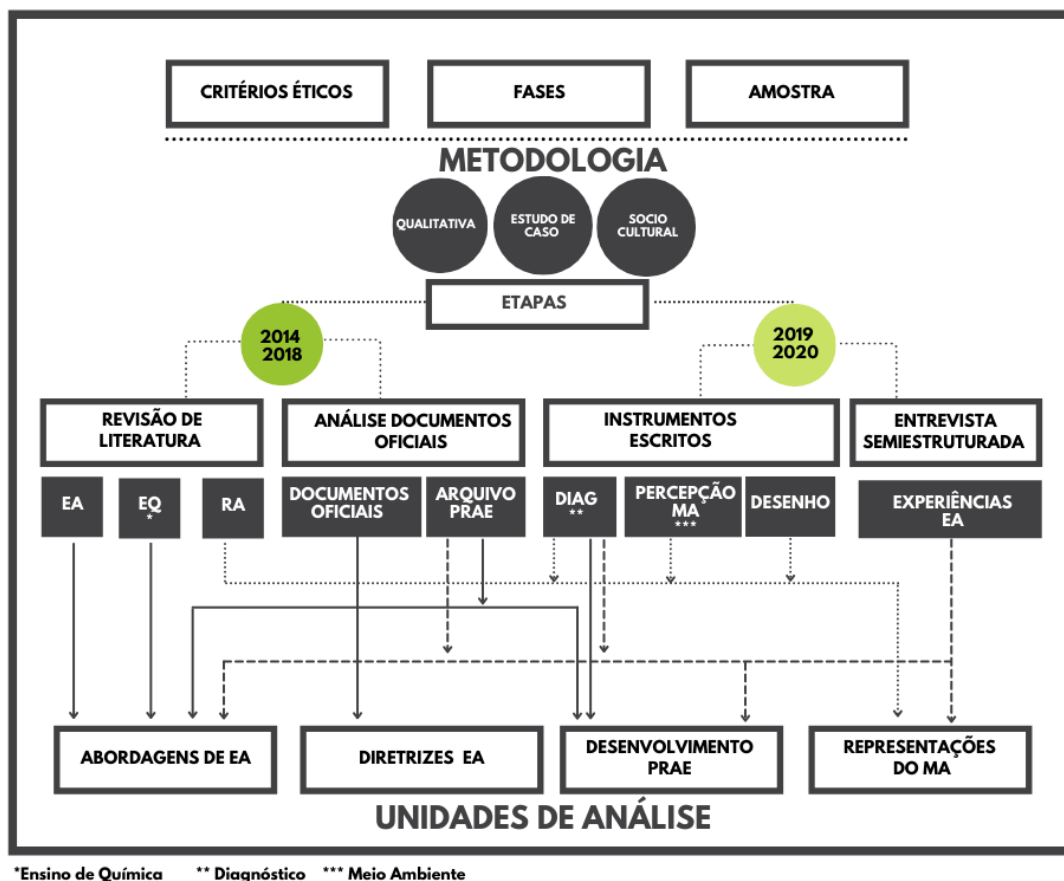 CRITÉRIOS ÉTICOS
FASES
AMOSTRA
METODOLOGIA
QUALITATIVA
ESTUDO DE
CASO
SOCIO
CULTURAL
ETAPAS
2014
2018
2019
2020
REVISÃO DE
LITERATURA
ANÁLISE DOCUMENTOS
OFICIAIS
INSTRUMENTOS
ESCRITOS
ENTREVISTA
SEMIESTRUTURADA
EA
EQ
*
RA
DOCUMENTOS
OFICIAIS
ARQUIVO
PRAE
DIAG
**
PERCEPÇÃO
MA
***
DESENHO
EXPERIÊNCIAS
EA
ABORDAGENS DE EA
DIRETRIZES EA
DESENVOLVIMENTO
PRAE
REPRESENTAÇÕES
DO MA
UNIDADES DE ANÁLISE
*Ensino de Química ** Diagnóstico *** Meio Ambiente